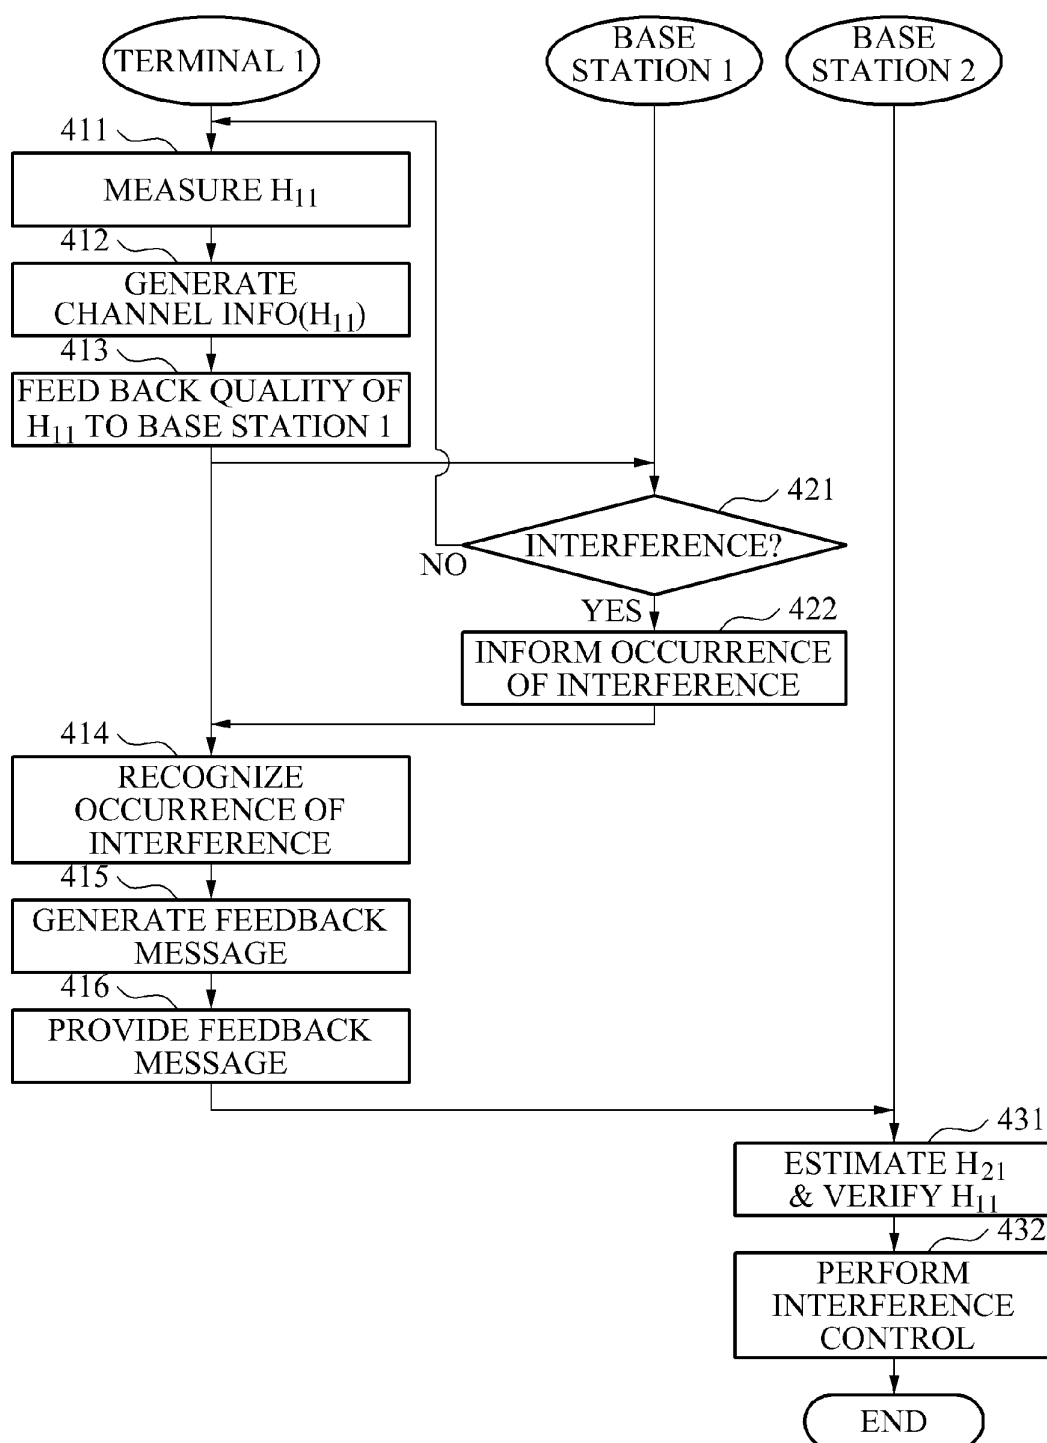 TERMINAL 1
BASE
STATION 1
BASE
STATION 2
411
MEASURE H11
412
GENERATE
CHANNEL INFO(H11)
413
FEED BACK QUALITY OF
H11 TO BASE STATION 1
421
INTERFERENCE?
NO
YES
422
INFORM OCCURRENCE
OF INTERFERENCE
414
RECOGNIZE
OCCURRENCE OF
INTERFERENCE
415
GENERATE FEEDBACK
MESSAGE
416
PROVIDE FEEDBACK
MESSAGE
431
ESTIMATE H21
& VERIFY H11
432
PERFORM
INTERFERENCE
CONTROL
END